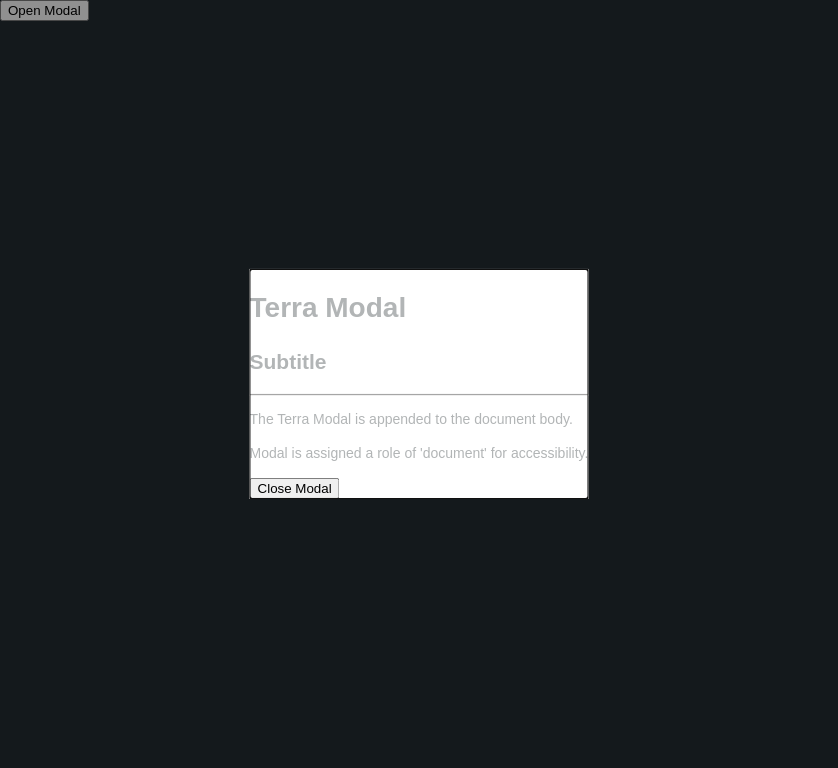 Open Modal
Terra Modal
Subtitle
The Terra Modal is appended to the document body.
Modal is assigned a role of 'document' for accessibility.
Close Modal